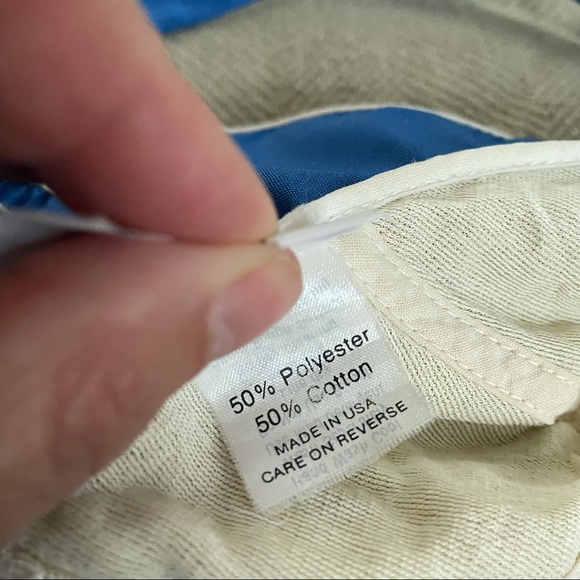 50% Polyester
50% Cotton
MADE IN USA
CARE ON REVERSE